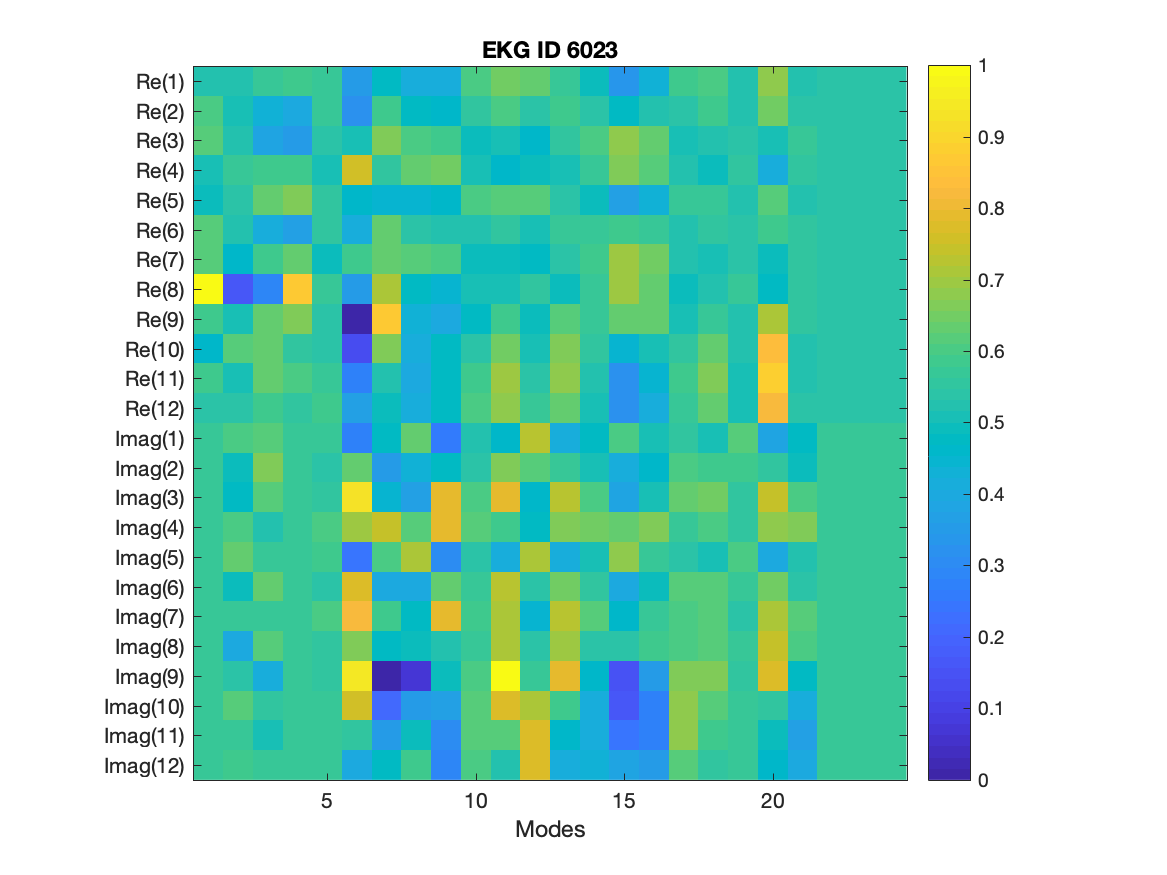 EKG ID 6023
Re(1)
Re(2)
Re(3)
Re(4)
Re(5)
Re(6)
Re(7)
Re(8)
Re(9)
Re(10)
Re(11)
Re(12)
Imag(1)
Imag(2)
Imag(3)
Imag(4)
Imag(5)
Imag(6)
Imag(7)
Imag(8)
Imag(9)
Imag(10)
Imag(11)
Imag(12)
5 10 15 20
Modes
1
0.9
0.8
0.7
0.6
0.5
0.4
0.3
0.2
0.1
0